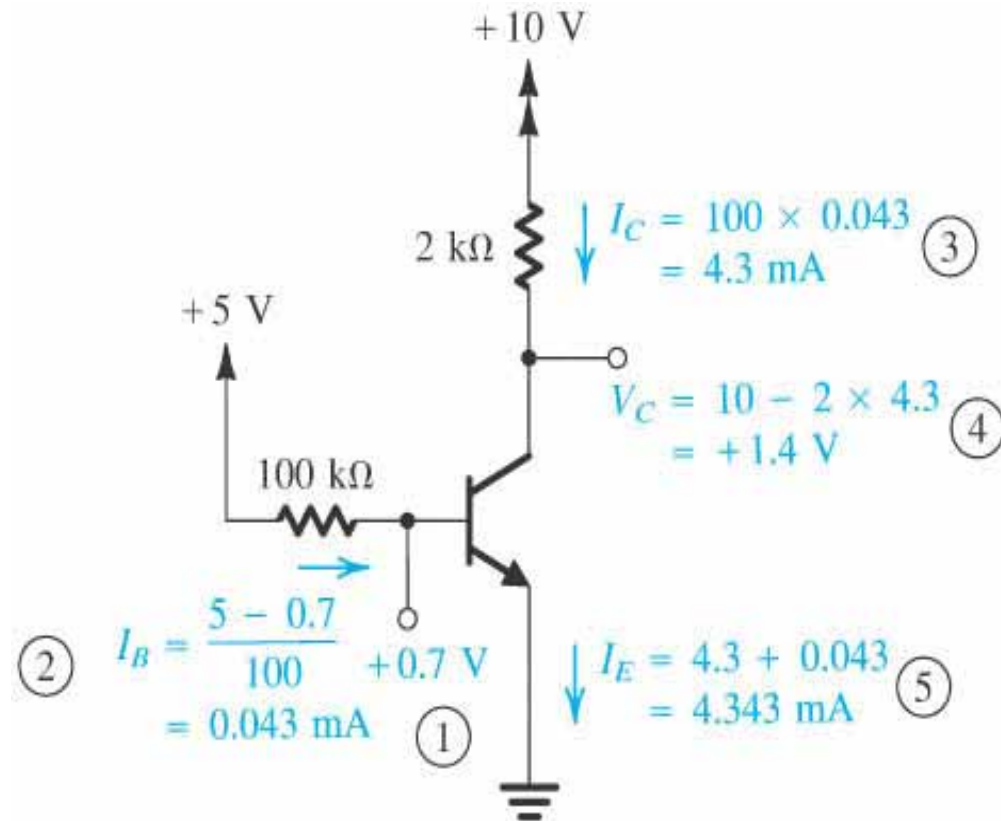 +10 V
2 kΩ
I_C = 100 × 0.043
= 4.3 mA
③
+5 V
V_C = 10 − 2 × 4.3
= +1.4 V
④
100 kΩ
② I_B = (5 − 0.7)/100
= 0.043 mA
+0.7 V
①
I_E = 4.3 + 0.043
= 4.343 mA
⑤